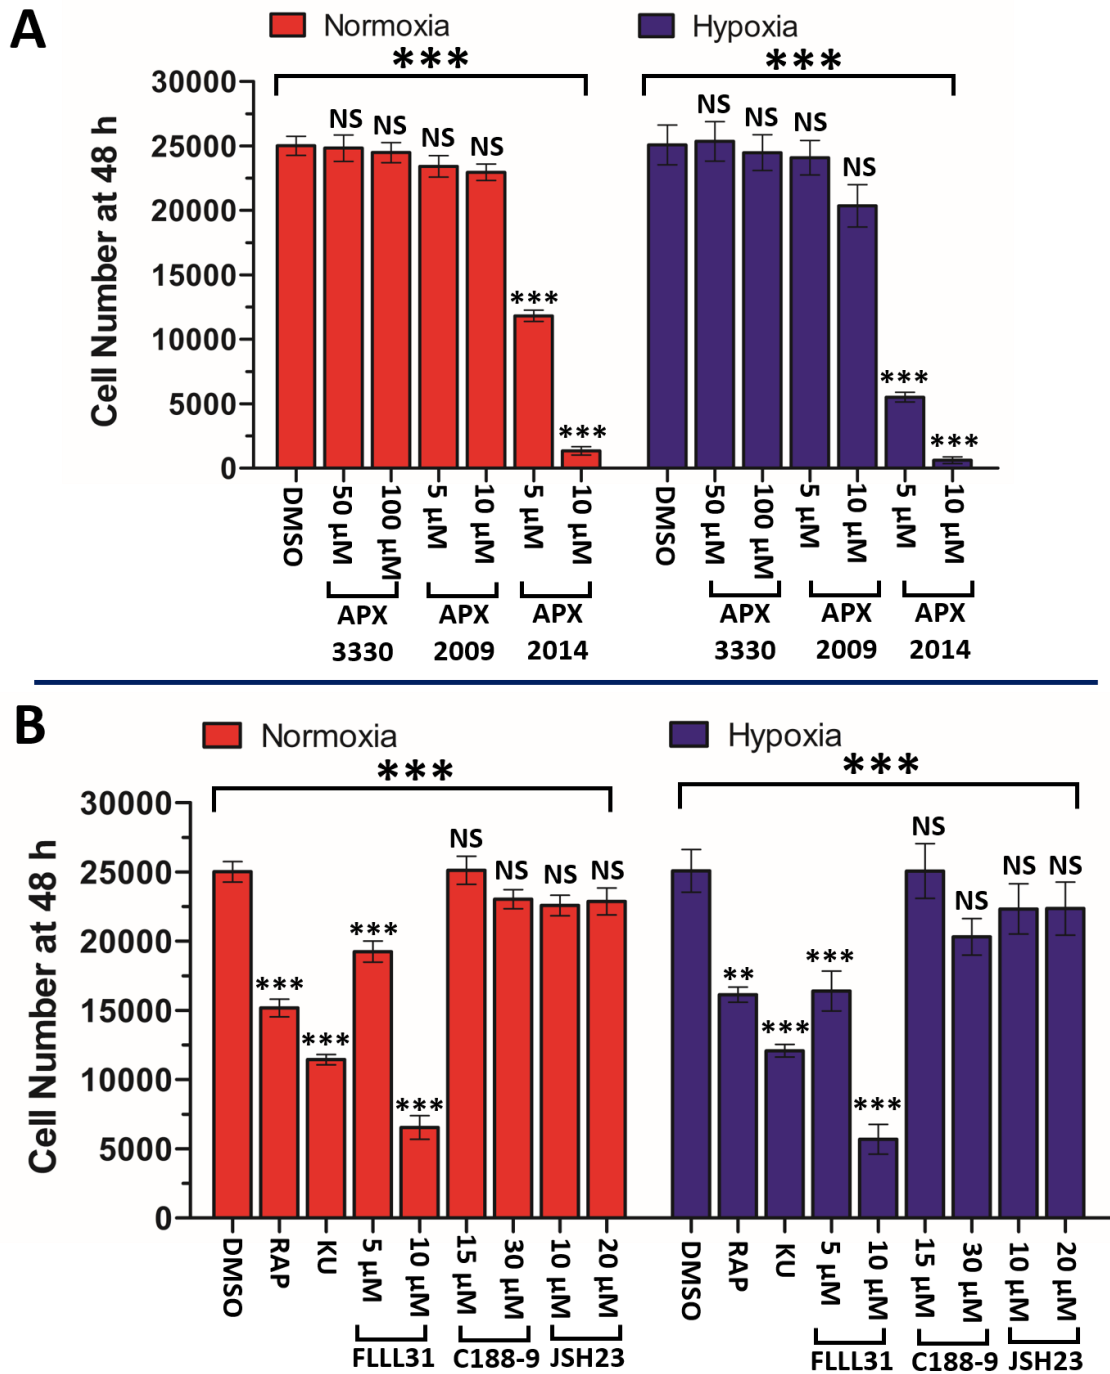 A
Normoxia
Hypoxia
***
***
Cell Number at 48 h
30000
25000
20000
15000
10000
5000
0
NS
NS
NS
NS
***
***
NS
NS
NS
NS
***
***
DMSO
50 µM
100 µM
5 µM
10 µM
5 µM
10 µM
DMSO
50 µM
100 µM
5 µM
10 µM
5 µM
10 µM
APX APX APX APX APX APX
3330 2009 2014 3330 2009 2014
B
Normoxia
Hypoxia
***
***
Cell Number at 48 h
30000
25000
20000
15000
10000
5000
0
***
***
***
***
NS
NS
NS
NS
**
***
***
***
NS
NS
NS
NS
DMSO
RAP
KU
5 µM
10 µM
15 µM
30 µM
10 µM
20 µM
DMSO
RAP
KU
5 µM
10 µM
15 µM
30 µM
10 µM
20 µM
FLLL31 C188-9 JSH23 FLLL31 C188-9 JSH23